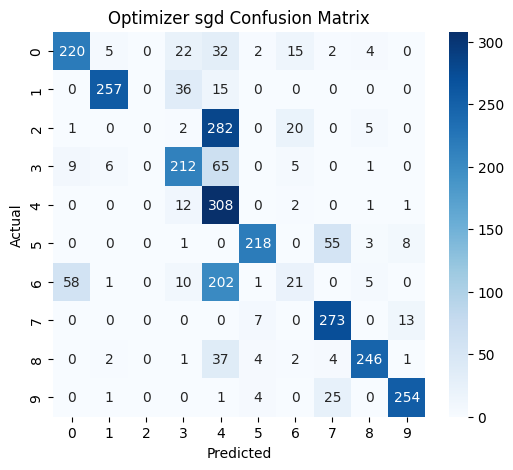 Optimizer sgd Confusion Matrix
Actual
0 220 5 0 22 32 2 15 2 4 0
1 0 257 0 36 15 0 0 0 0 0
2 1 0 0 2 282 0 20 0 5 0
3 9 6 0 212 65 0 5 0 1 0
4 0 0 0 12 308 0 2 0 1 1
5 0 0 0 1 0 218 0 55 3 8
6 58 1 0 10 202 1 21 0 5 0
7 0 0 0 0 0 7 0 273 0 13
8 0 2 0 1 37 4 2 4 246 1
9 0 1 0 0 1 4 0 25 0 254
0 1 2 3 4 5 6 7 8 9
Predicted
300
250
200
150
100
50
0